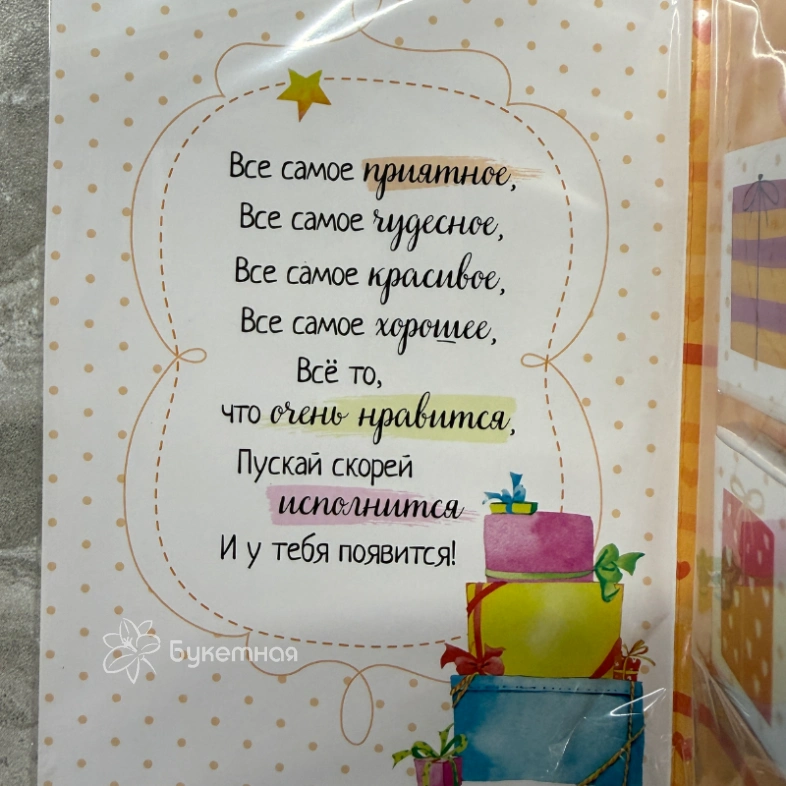 Все самое приятное,
Все самое чудесное,
Все самое красивое,
Все самое хорошее,
Всё то,
что очень нравится,
Пускай скорей
исполнится
И у тебя появится!
Букетная